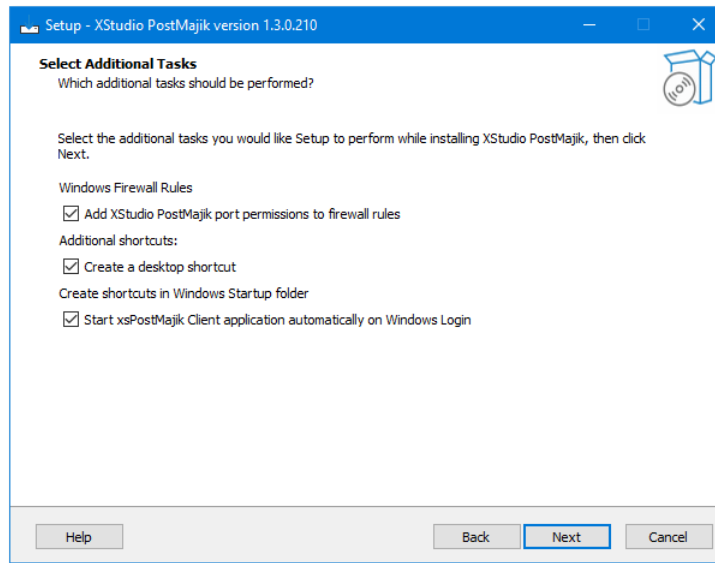 Setup - XStudio PostMajik version 1.3.0.210
Select Additional Tasks
Which additional tasks should be performed?
Select the additional tasks you would like Setup to perform while installing XStudio PostMajik, then click
Next.
Windows Firewall Rules
Add XStudio PostMajik port permissions to firewall rules
Additional shortcuts:
Create a desktop shortcut
Create shortcuts in Windows Startup folder
Start xsPostMajik Client application automatically on Windows Login
Help
Back
Next
Cancel